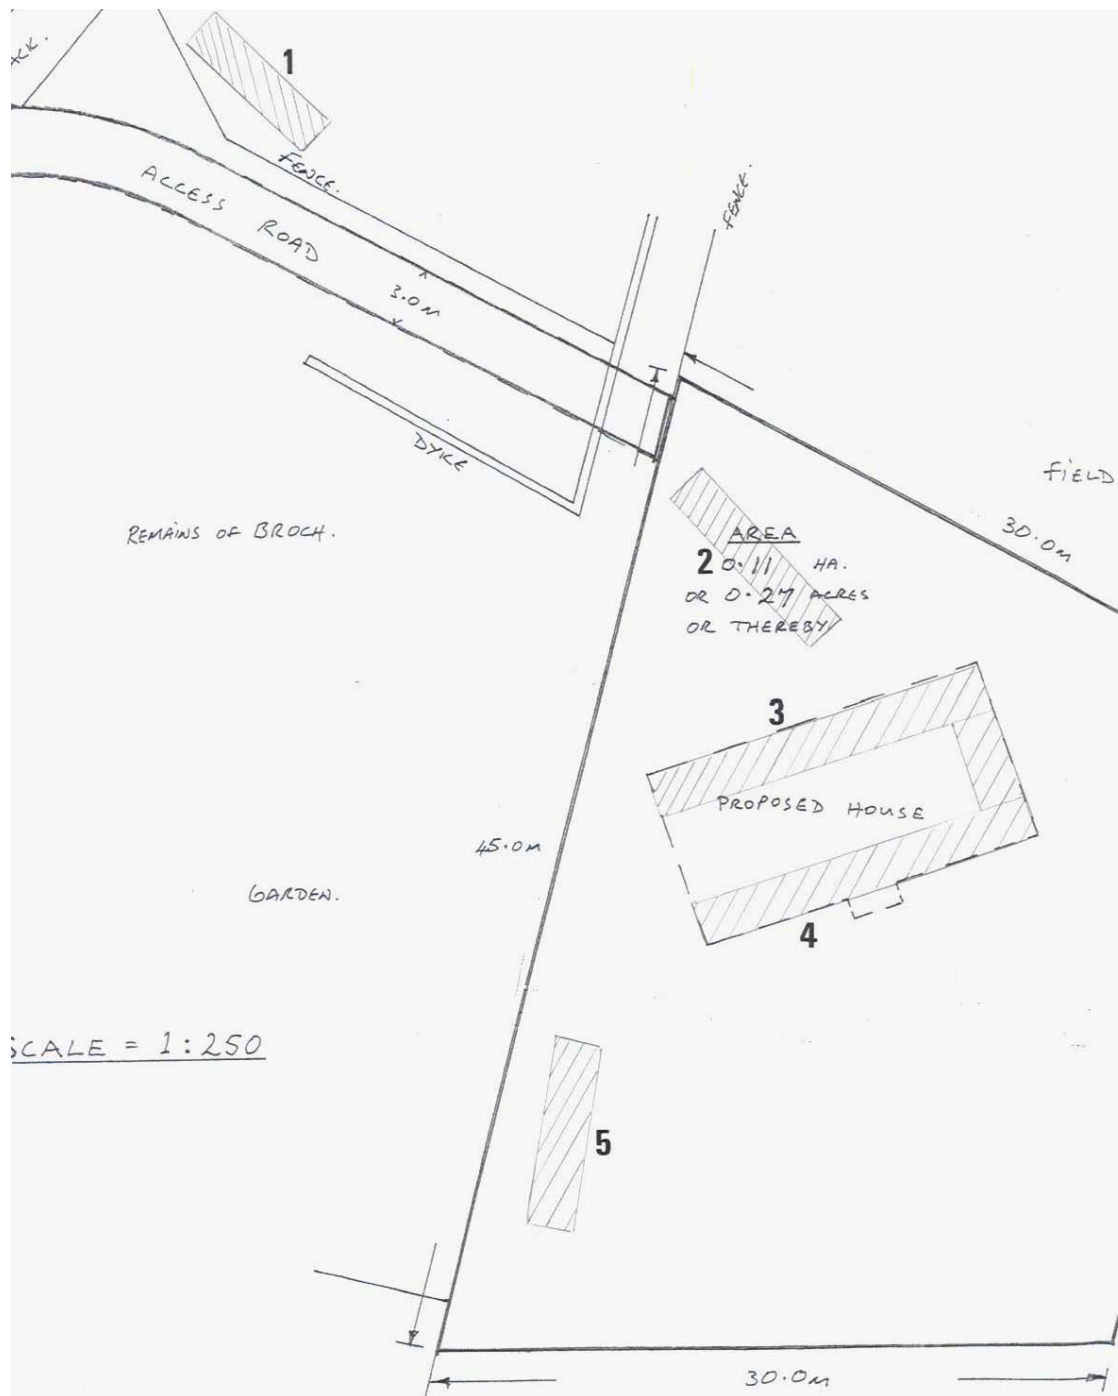 ACK.
1
FENCE.
FENCE.
ACCESS ROAD
3.0M
DYKE
FIELD
30.0M
REMAINS OF BROCH.
AREA
2
0.11 HA.
OR 0.27 ACRES
OR THEREBY
3
PROPOSED HOUSE
45.0M
GARDEN.
4
SCALE = 1:250
5
30.0M